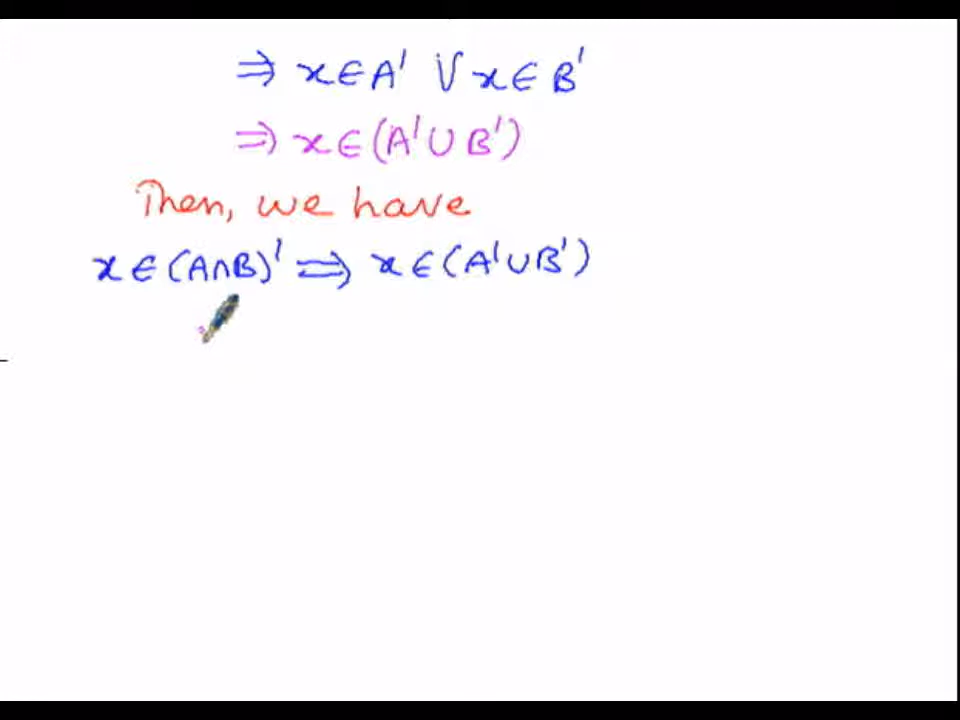 ⇒ x∈A' ∨ x∈B'
⇒ x∈(A'∪B')
Then, we have
x∈(A∩B)' ⇒ x∈(A'∪B')